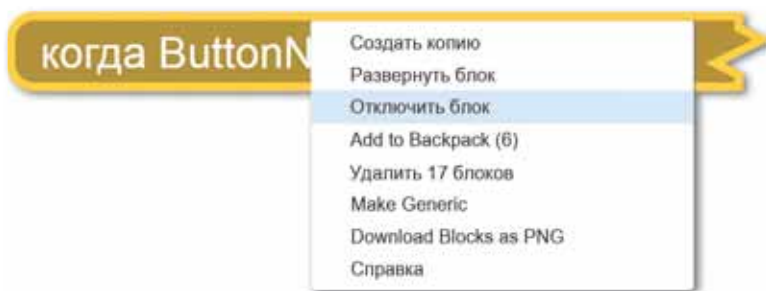 когда ButtonN
Создать копию
Развернуть блок
Отключить блок
Add to Backpack (6)
Удалить 17 блоков
Make Generic
Download Blocks as PNG
Справка